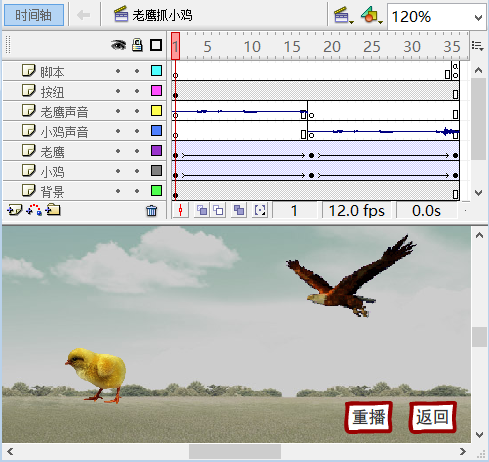 时间轴 老鹰抓小鸡 120%
1 5 10 15 20 25 30 35
脚本
按纽
老鹰声音
小鸡声音
老鹰
小鸡
背景
1 12.0 fps 0.0s
重播 返回